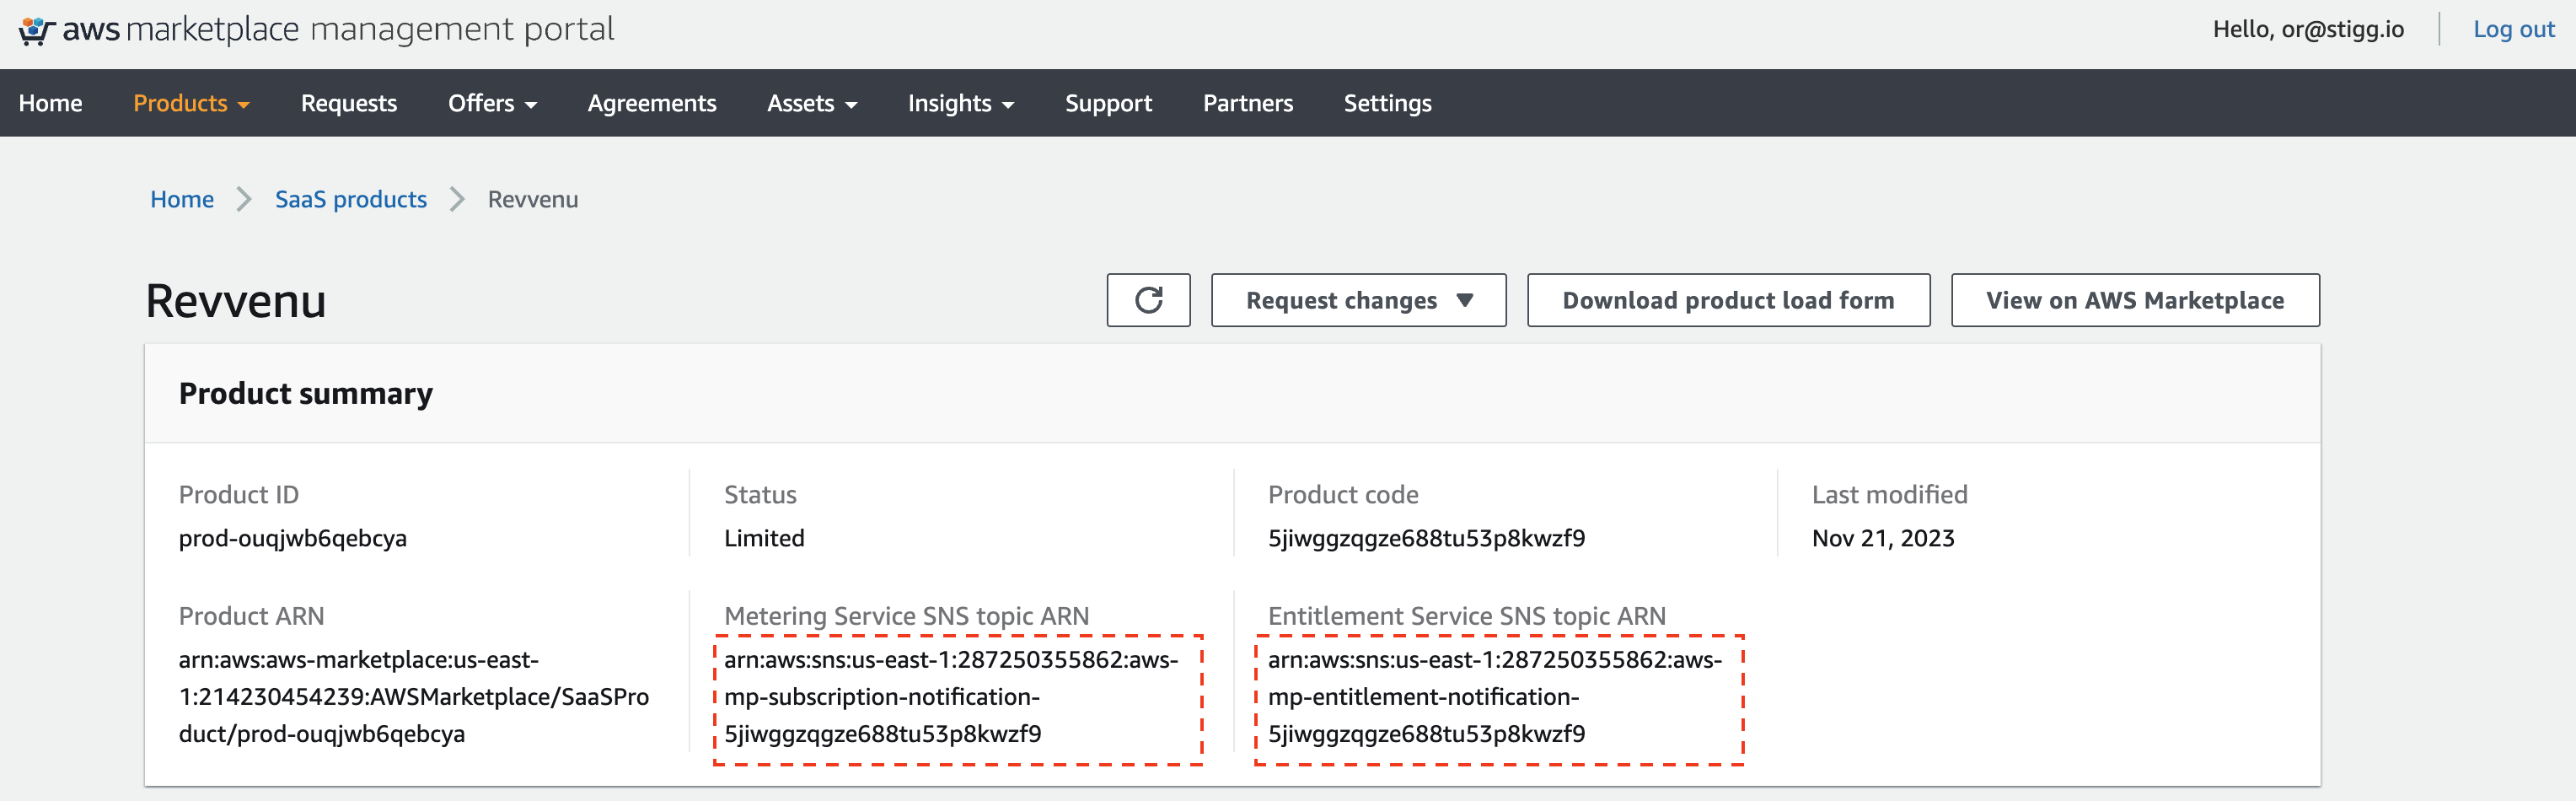 aws marketplace management portal
Hello, or@stigg.io
Log out
Home Products Requests Offers Agreements Assets Insights Support Partners Settings
Home SaaS products Revvenu
Revvenu
Request changes
Download product load form
View on AWS Marketplace
Product summary
Product ID
prod-ouqjwb6qebcya
Status
Limited
Product code
5jiwggzqgze688tu53p8kwzf9
Last modified
Nov 21, 2023
Product ARN
arn:aws:aws-marketplace:us-east-
1:214230454239:AWSMarketplace/SaaSPro
duct/prod-ouqjwb6qebcya
Metering Service SNS topic ARN
arn:aws:sns:us-east-1:287250355862:aws-
mp-subscription-notification-
5jiwggzqgze688tu53p8kwzf9
Entitlement Service SNS topic ARN
arn:aws:sns:us-east-1:287250355862:aws-
mp-entitlement-notification-
5jiwggzqgze688tu53p8kwzf9